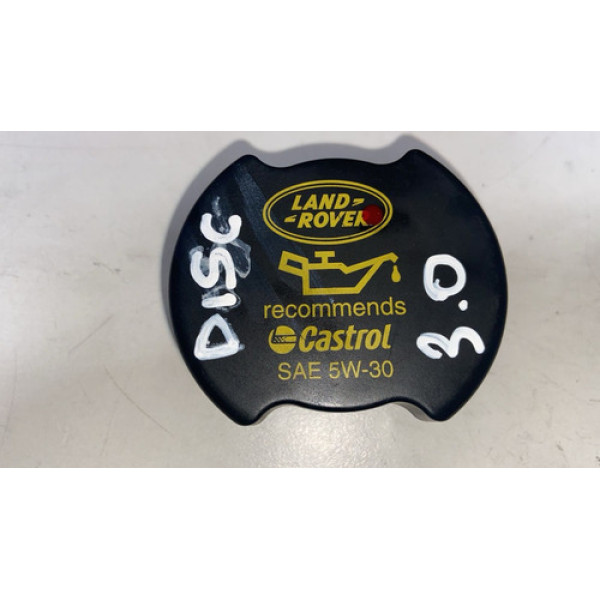 DISC
LAND
ROVER
recommends
Castrol
SAE 5W-30
3.0